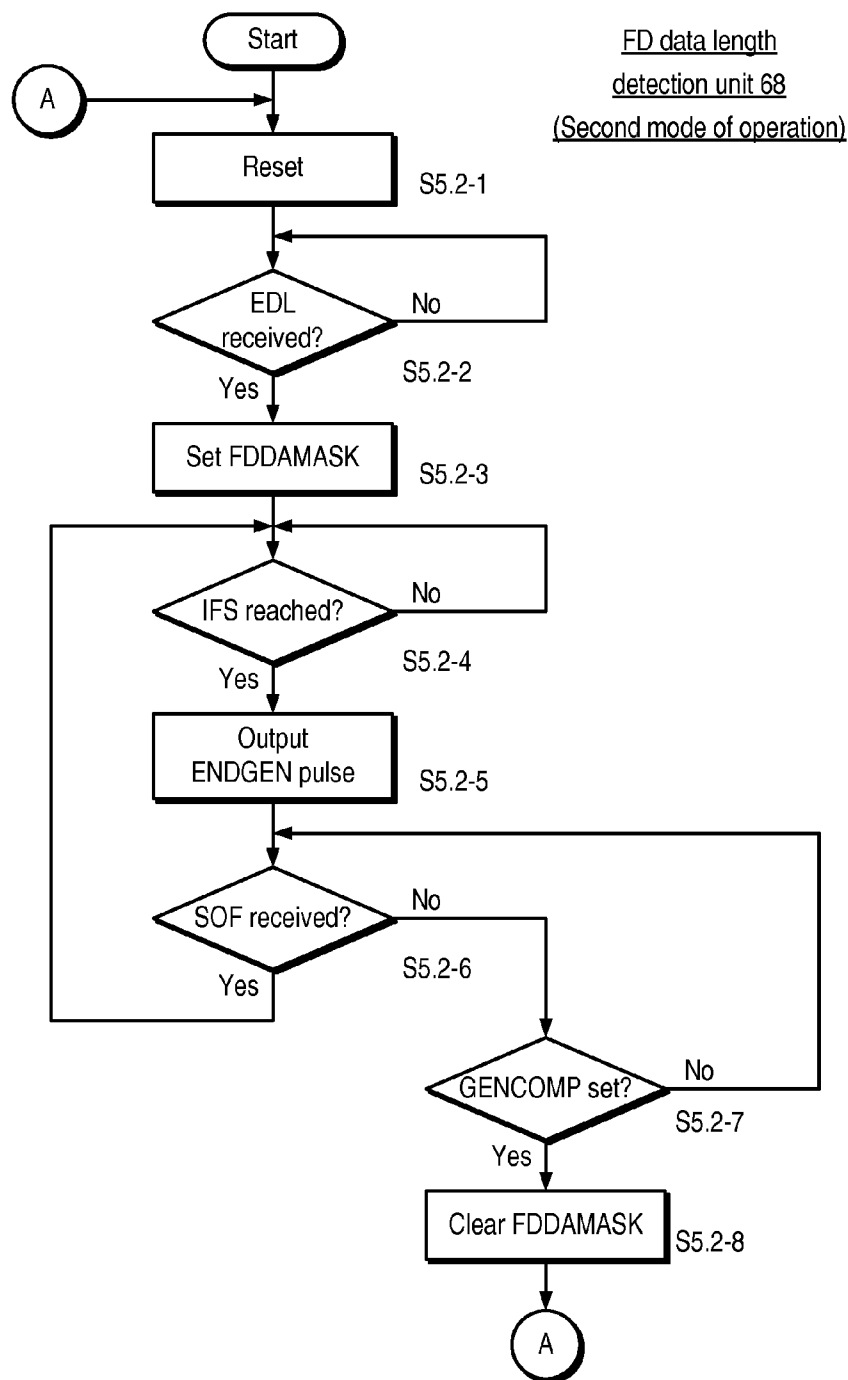 Start
FD data length
detection unit 68
(Second mode of operation)
A
Reset
S5.2-1
EDL
received?
No
S5.2-2
Yes
Set FDDAMASK
S5.2-3
IFS reached?
No
S5.2-4
Yes
Output
ENDGEN pulse
S5.2-5
SOF received?
No
S5.2-6
Yes
GENCOMP set?
No
S5.2-7
Yes
Clear FDDAMASK
S5.2-8
A